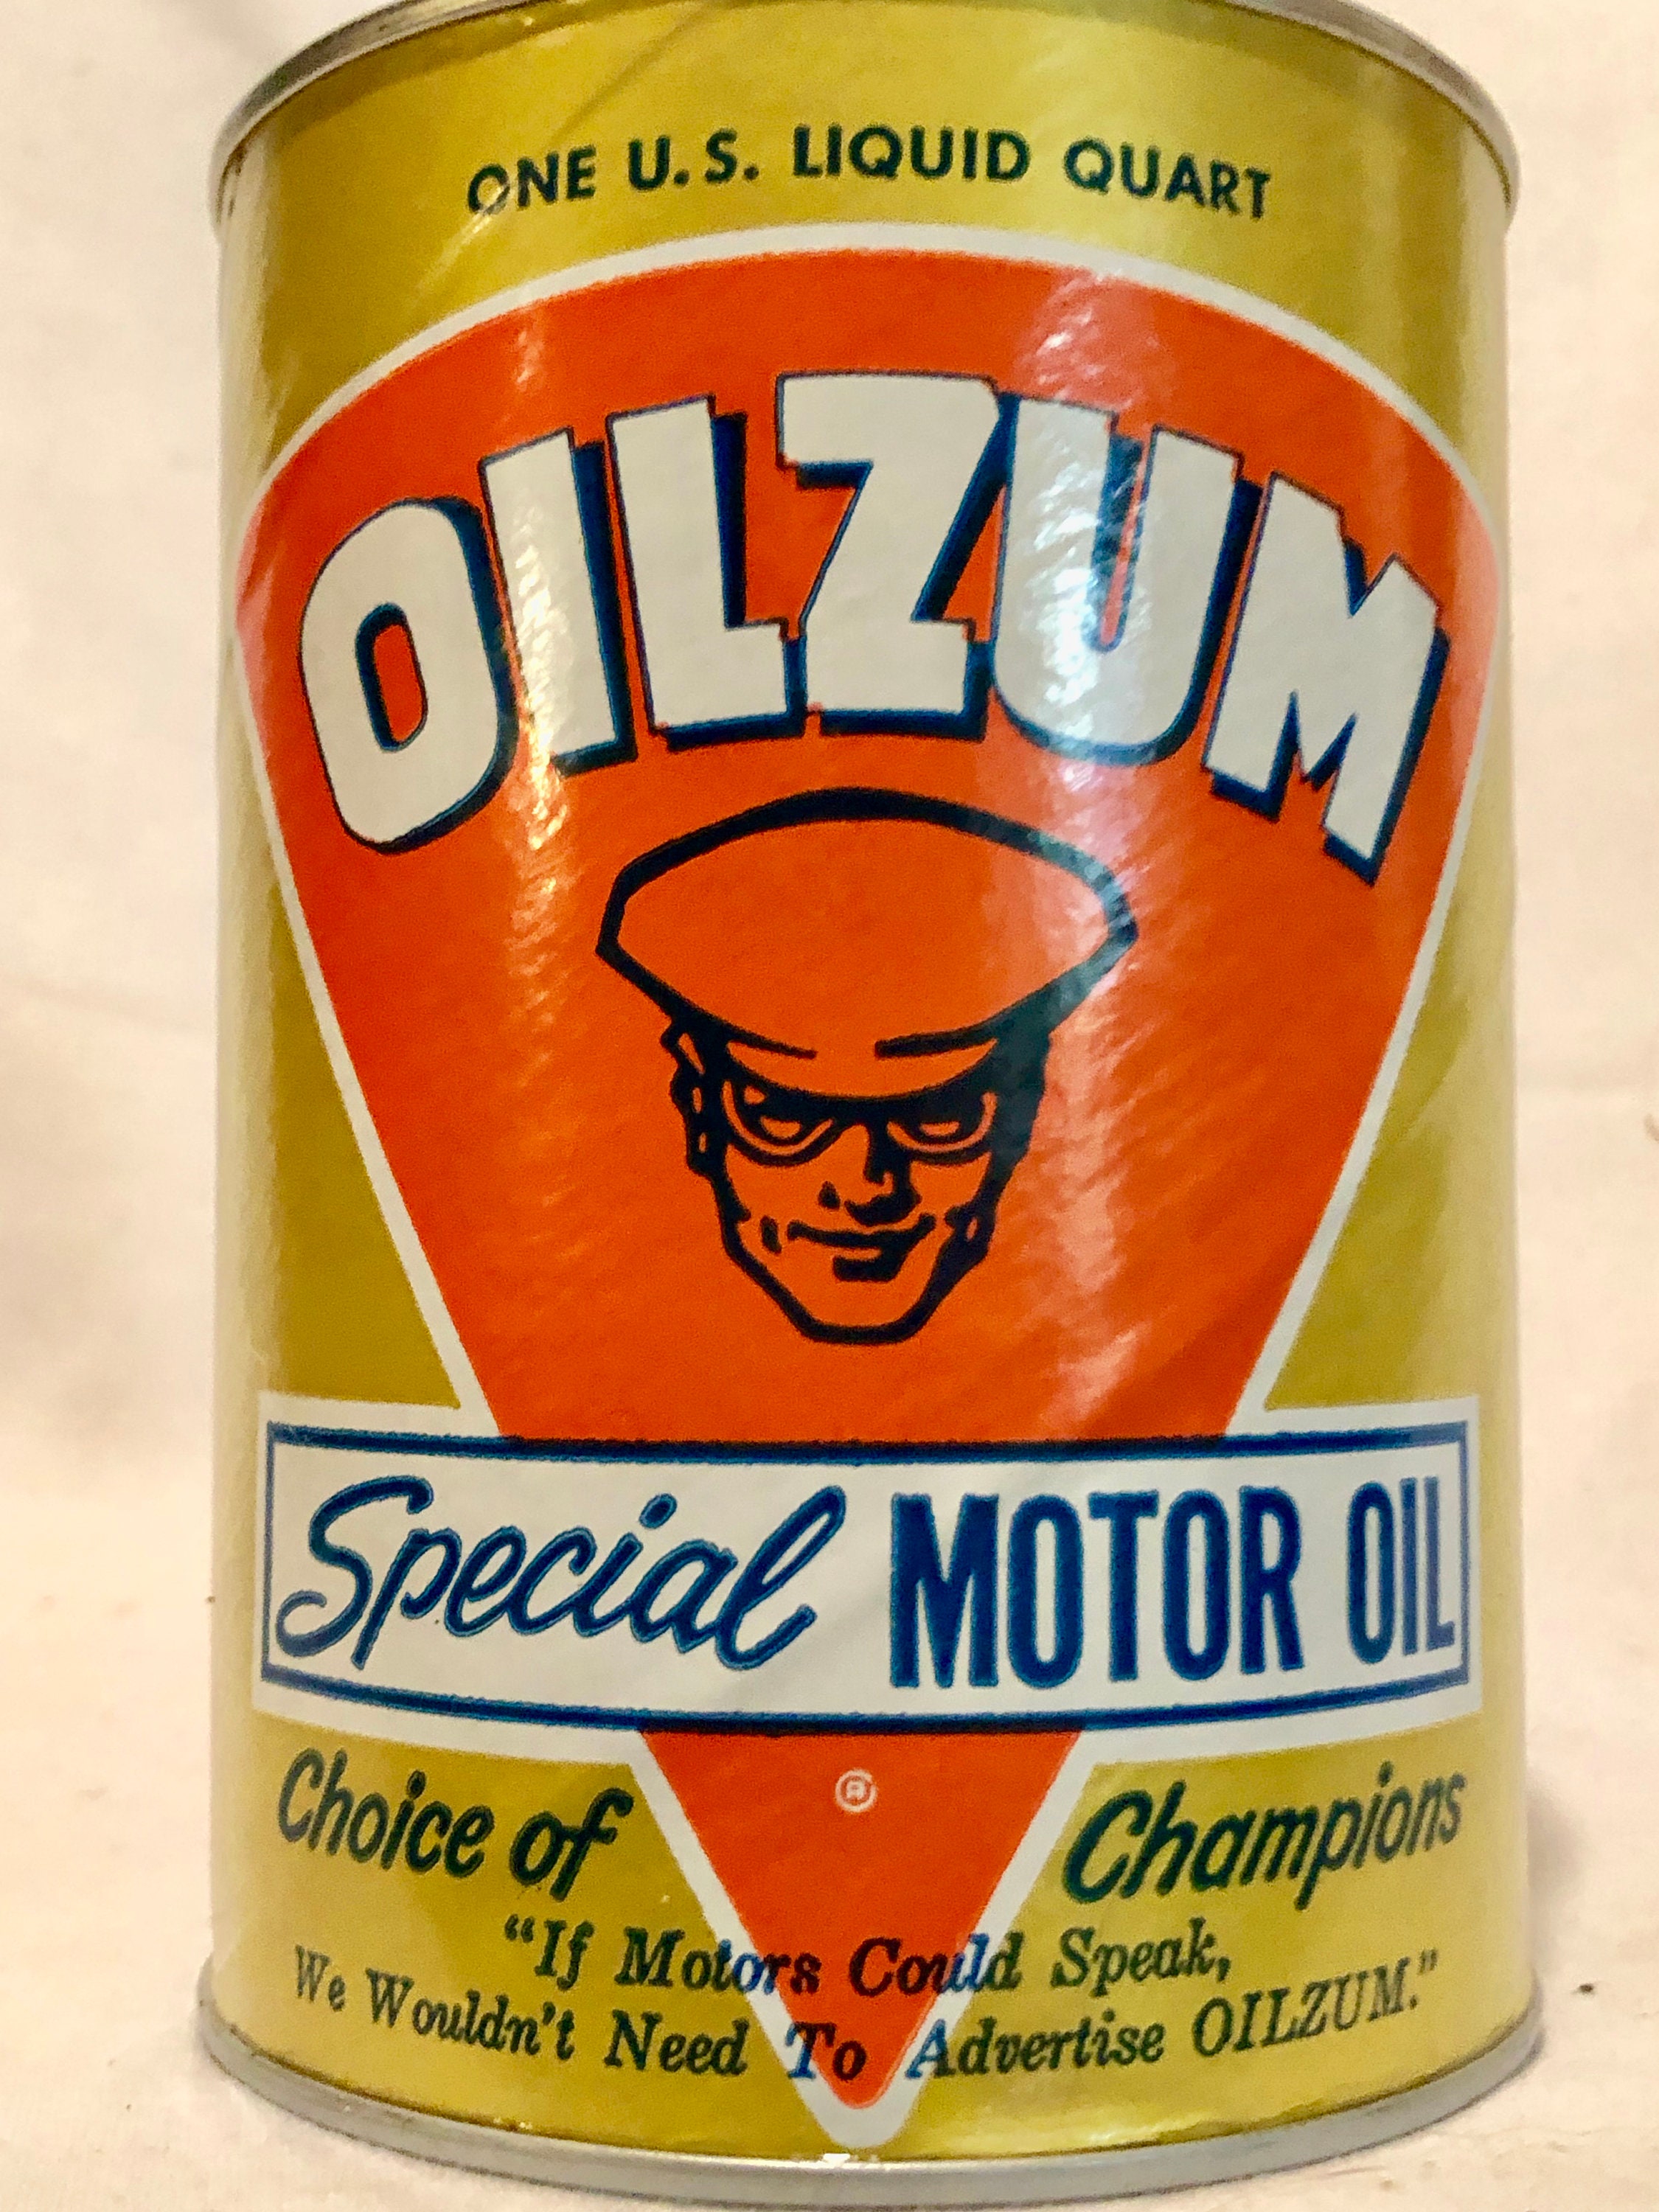 ONE U.S. LIQUID QUART
OILZUM
Special MOTOR OIL
®
Choice of Champions
"If Motors Could Speak,
We Wouldn't Need To Advertise OILZUM."